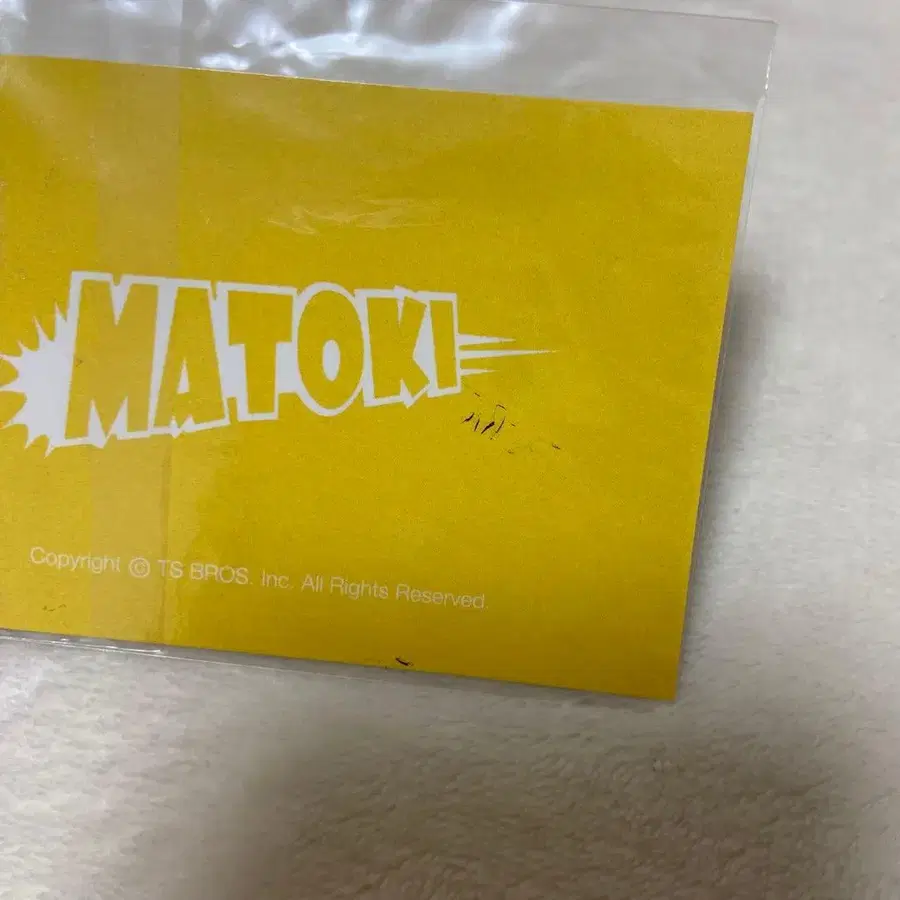 MATOKI
Copyright © TS BROS. Inc. All Rights Reserved.